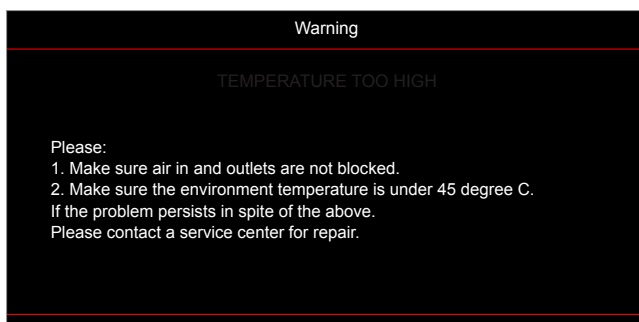 Warning
TEMPERATURE TOO HIGH
Please:
1. Make sure air in and outlets are not blocked.
2. Make sure the environment temperature is under 45 degree C.
If the problem persists in spite of the above.
Please contact a service center for repair.